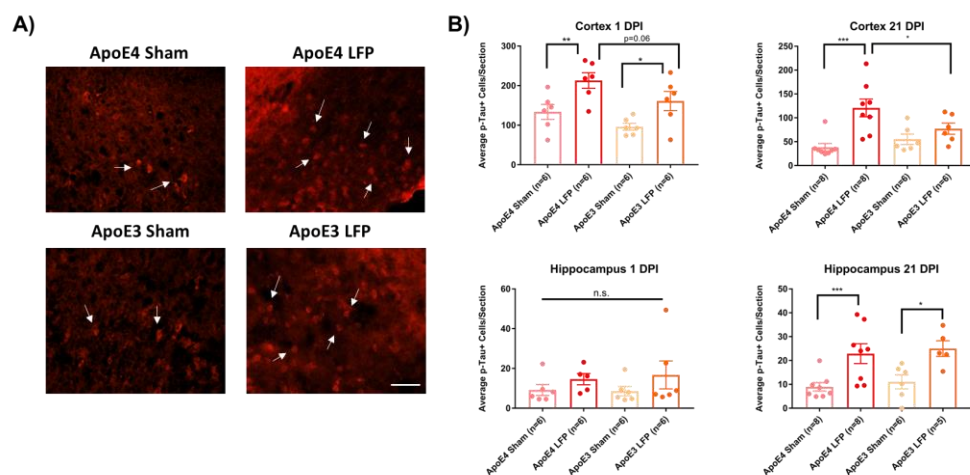 A)
ApoE4 Sham
ApoE4 LFP
ApoE3 Sham
ApoE3 LFP
B)
Cortex 1 DPI
Average p-Tau+ Cells/Section
300
200
100
0
**
p=0.06
*
ApoE4 Sham (n=6)
ApoE4 LFP (n=6)
ApoE3 Sham (n=6)
ApoE3 LFP (n=6)
Cortex 21 DPI
Average p-Tau+ Cells/Section
250
200
150
100
50
0
***
*
ApoE4 Sham (n=8)
ApoE4 LFP (n=8)
ApoE3 Sham (n=6)
ApoE3 LFP (n=6)
Hippocampus 1 DPI
Average p-Tau+ Cells/Section
60
40
20
0
n.s.
ApoE4 Sham (n=6)
ApoE4 LFP (n=6)
ApoE3 Sham (n=6)
ApoE3 LFP (n=6)
Hippocampus 21 DPI
Average p-Tau+ Cells/Section
50
40
30
20
10
0
***
*
ApoE4 Sham (n=8)
ApoE4 LFP (n=8)
ApoE3 Sham (n=6)
ApoE3 LFP (n=5)